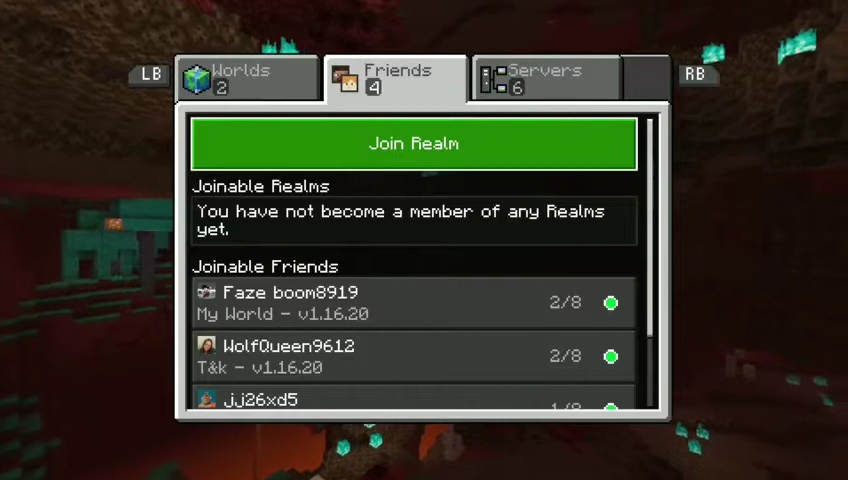 LB
Worlds
2
Friends
4
Servers
6
RB
Join Realm
Joinable Realms
You have not become a member of any Realms
yet.
Joinable Friends
Faze boom8919
2/8
My World - v1.16.20
WolfQueen9612
2/8
T&k - v1.16.20
jj26xd5
1/8